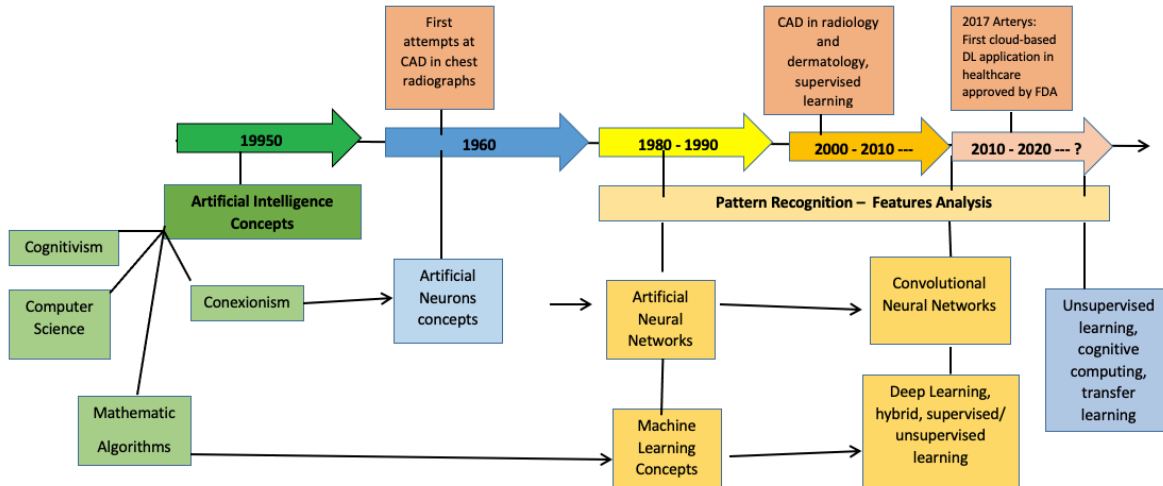 First
attempts at
CAD in chest
radiographs
CAD in radiology
and
dermatology,
supervised
learning
2017 Arterys:
First cloud-based
DL application in
healthcare
approved by FDA
19950
1960
1980 - 1990
2000 - 2010 ---
2010 - 2020 --- ?
Artificial Intelligence
Concepts
Pattern Recognition – Features Analysis
Cognitivism
Computer
Science
Conexionism
Mathematic
Algorithms
Artificial
Neurons
concepts
Artificial
Neural
Networks
Machine
Learning
Concepts
Convolutional
Neural Networks
Deep Learning,
hybrid, supervised/
unsupervised
learning
Unsupervised
learning,
cognitive
computing,
transfer
learning